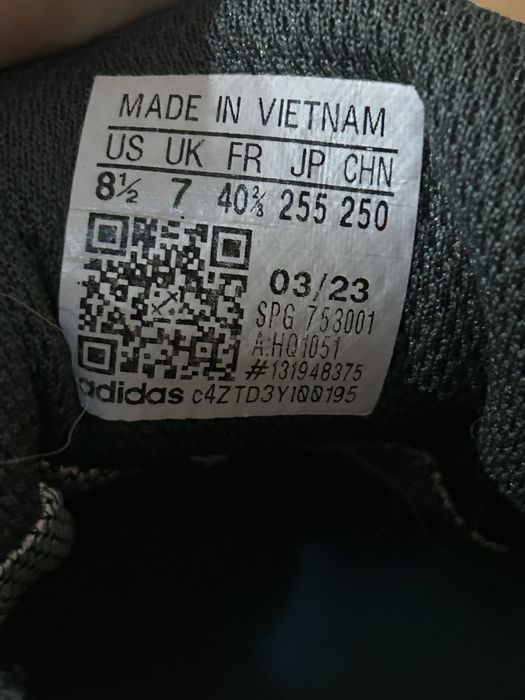 MADE IN VIETNAM
US UK FR JP CHN
8½ 7 40⅔ 255 250
03/23
SPG 753001
A:HQ1051
#131948375
adidas c4ZTD3Y100195